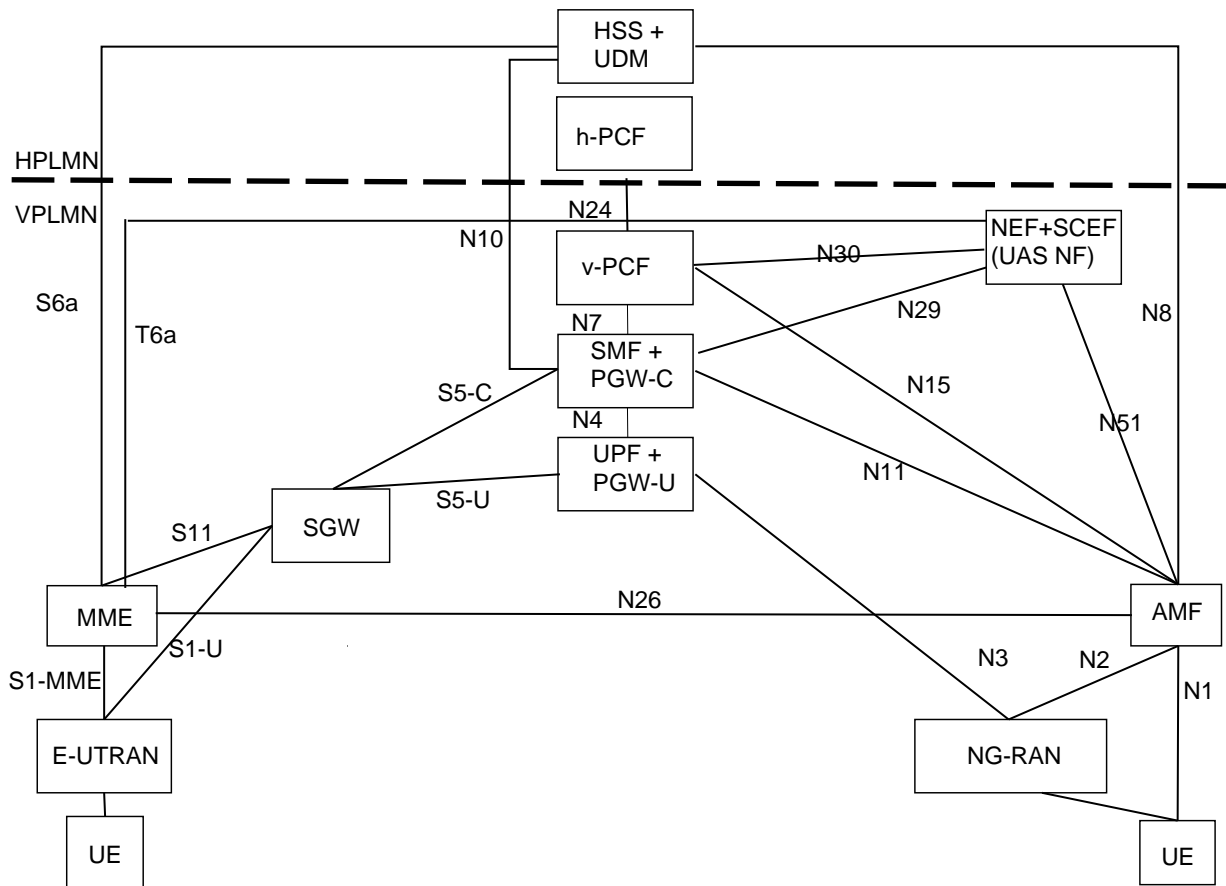 HSS +
UDM
h-PCF
HPLMN
VPLMN
N24
NEF+SCEF
(UAS NF)
N10
v-PCF
N30
S6a
T6a
N29
N8
N7
SMF +
PGW-C
S5-C
N15
N4
N51
UPF +
PGW-U
N11
S5-U
SGW
S11
MME
N26
AMF
S1-U
N3
N2
S1-MME
N1
E-UTRAN
NG-RAN
UE
UE